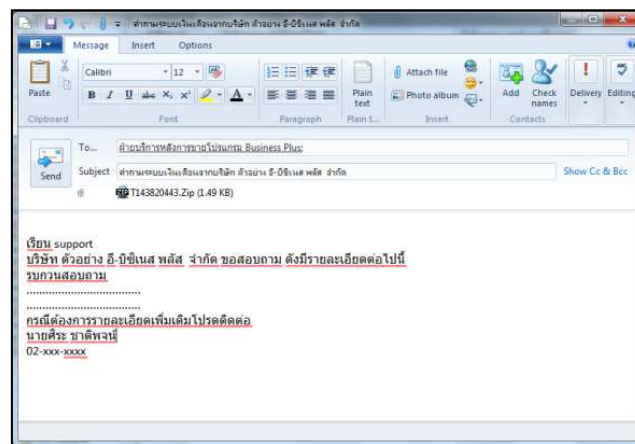 คำถามระบบเงินเดือนจากบริษัท ตัวอย่าง อี-บิซิเนส พลัส จำกัด
Message Insert Options
Paste
Calibri 12
B I U abc X₂ X² A
Plain text
Attach file
Photo album
Add
Check names
Delivery
Editing
Clipboard Font Paragraph Plain t... Insert Contacts
Send
To... ฝ่ายบริการหลังการขายโปรแกรม Business Plus;
Subject คำถามระบบเงินเดือนจากบริษัท ตัวอย่าง อี-บิซิเนส พลัส จำกัด
Show Cc & Bcc
T143820443.Zip (1.49 KB)
เรียน support
บริษัท ตัวอย่าง อี-บิซิเนส พลัส จำกัด ขอสอบถาม ดังมีรายละเอียดต่อไปนี้
รบกวนสอบถาม
....................................
....................................
กรณีต้องการรายละเอียดเพิ่มเติมโปรดติดต่อ
นายศิระ ชาติพจน์
02-xxx-xxxx